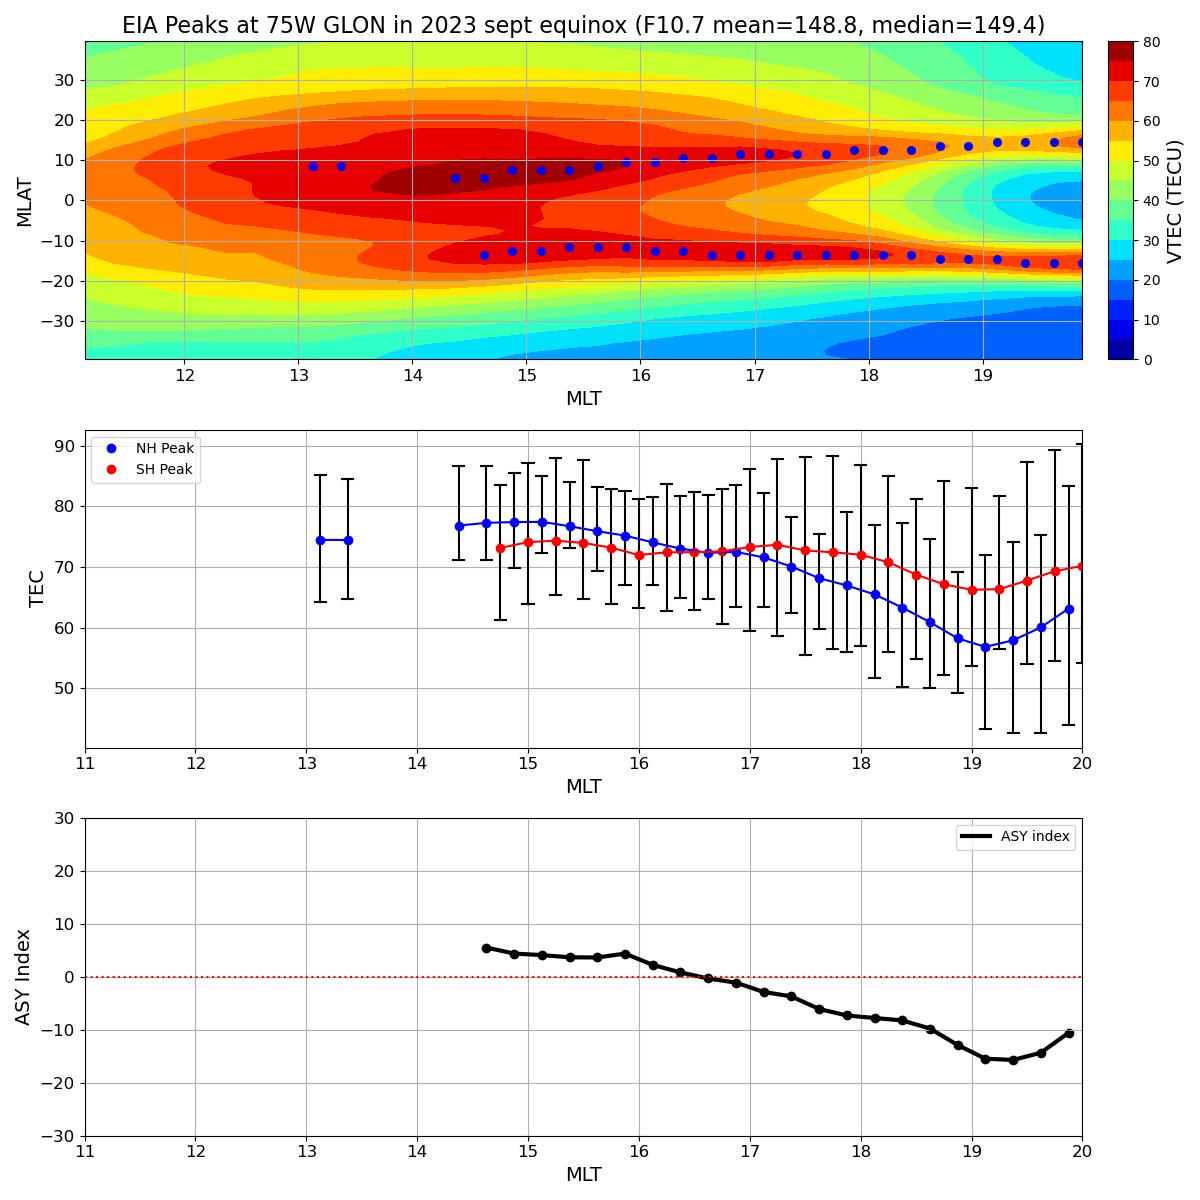 EIA Peaks at 75W GLON in 2023 sept equinox (F10.7 mean=148.8, median=149.4)
30
20
10
0
−10
−20
−30
MLAT
12 13 14 15 16 17 18 19
MLT
80
70
60
50
40
30
20
10
0
VTEC (TECU)
90
80
70
60
50
TEC
NH Peak
SH Peak
11 12 13 14 15 16 17 18 19 20
MLT
30
20
10
0
−10
−20
−30
ASY Index
ASY index
11 12 13 14 15 16 17 18 19 20
MLT